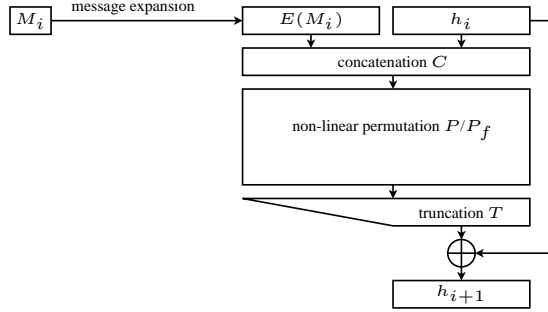 message expansion
M_i E(M_i) h_i
concatenation C
non-linear permutation P/P_f
truncation T
h_{i+1}